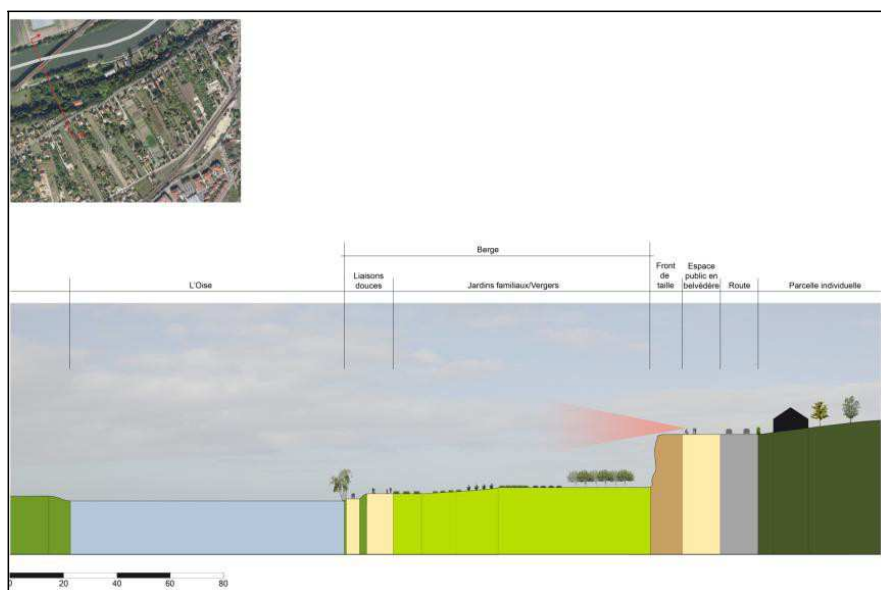 Berge
L'Oise
Liaisons
douces
Jardins familiaux/Vergers
Front
de
taille
Espace
public en
belvédère
Route
Parcelle individuelle
0 20 40 60 80